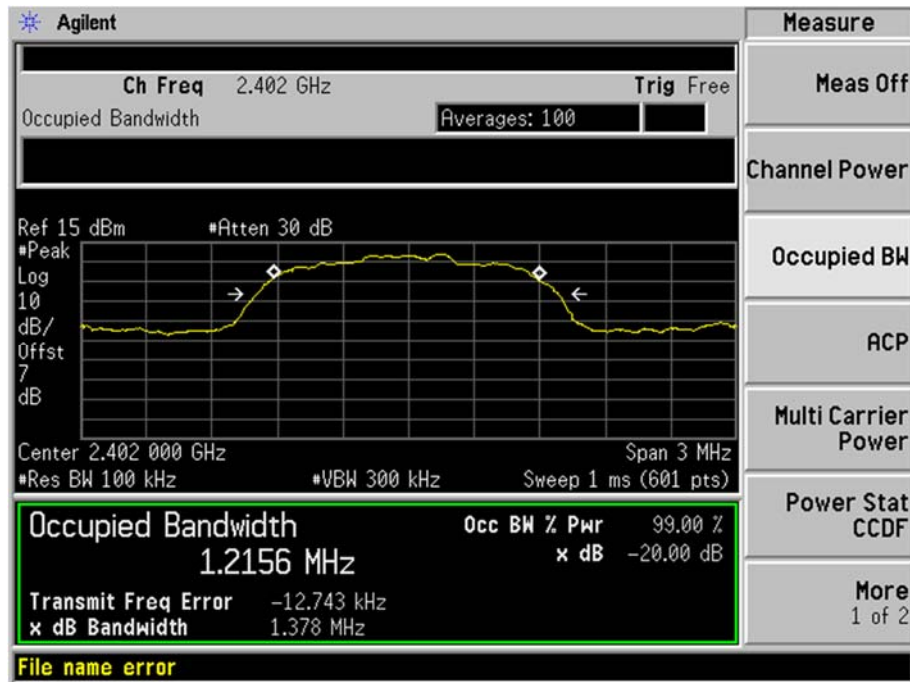 Agilent
Measure
Ch Freq 2.402 GHz
Trig Free
Occupied Bandwidth
Averages: 100
Ref 15 dBm
#Atten 30 dB
#Peak
Log
10
dB/
Offst
7
dB
Center 2.402 000 GHz
Span 3 MHz
#Res BW 100 kHz
#VBW 300 kHz
Sweep 1 ms (601 pts)
Occupied Bandwidth
1.2156 MHz
Occ BW % Pwr 99.00 %
x dB -20.00 dB
Transmit Freq Error -12.743 kHz
x dB Bandwidth 1.378 MHz
File name error
Meas Off
Channel Power
Occupied BW
ACP
Multi Carrier
Power
Power Stat
CCDF
More
1 of 2